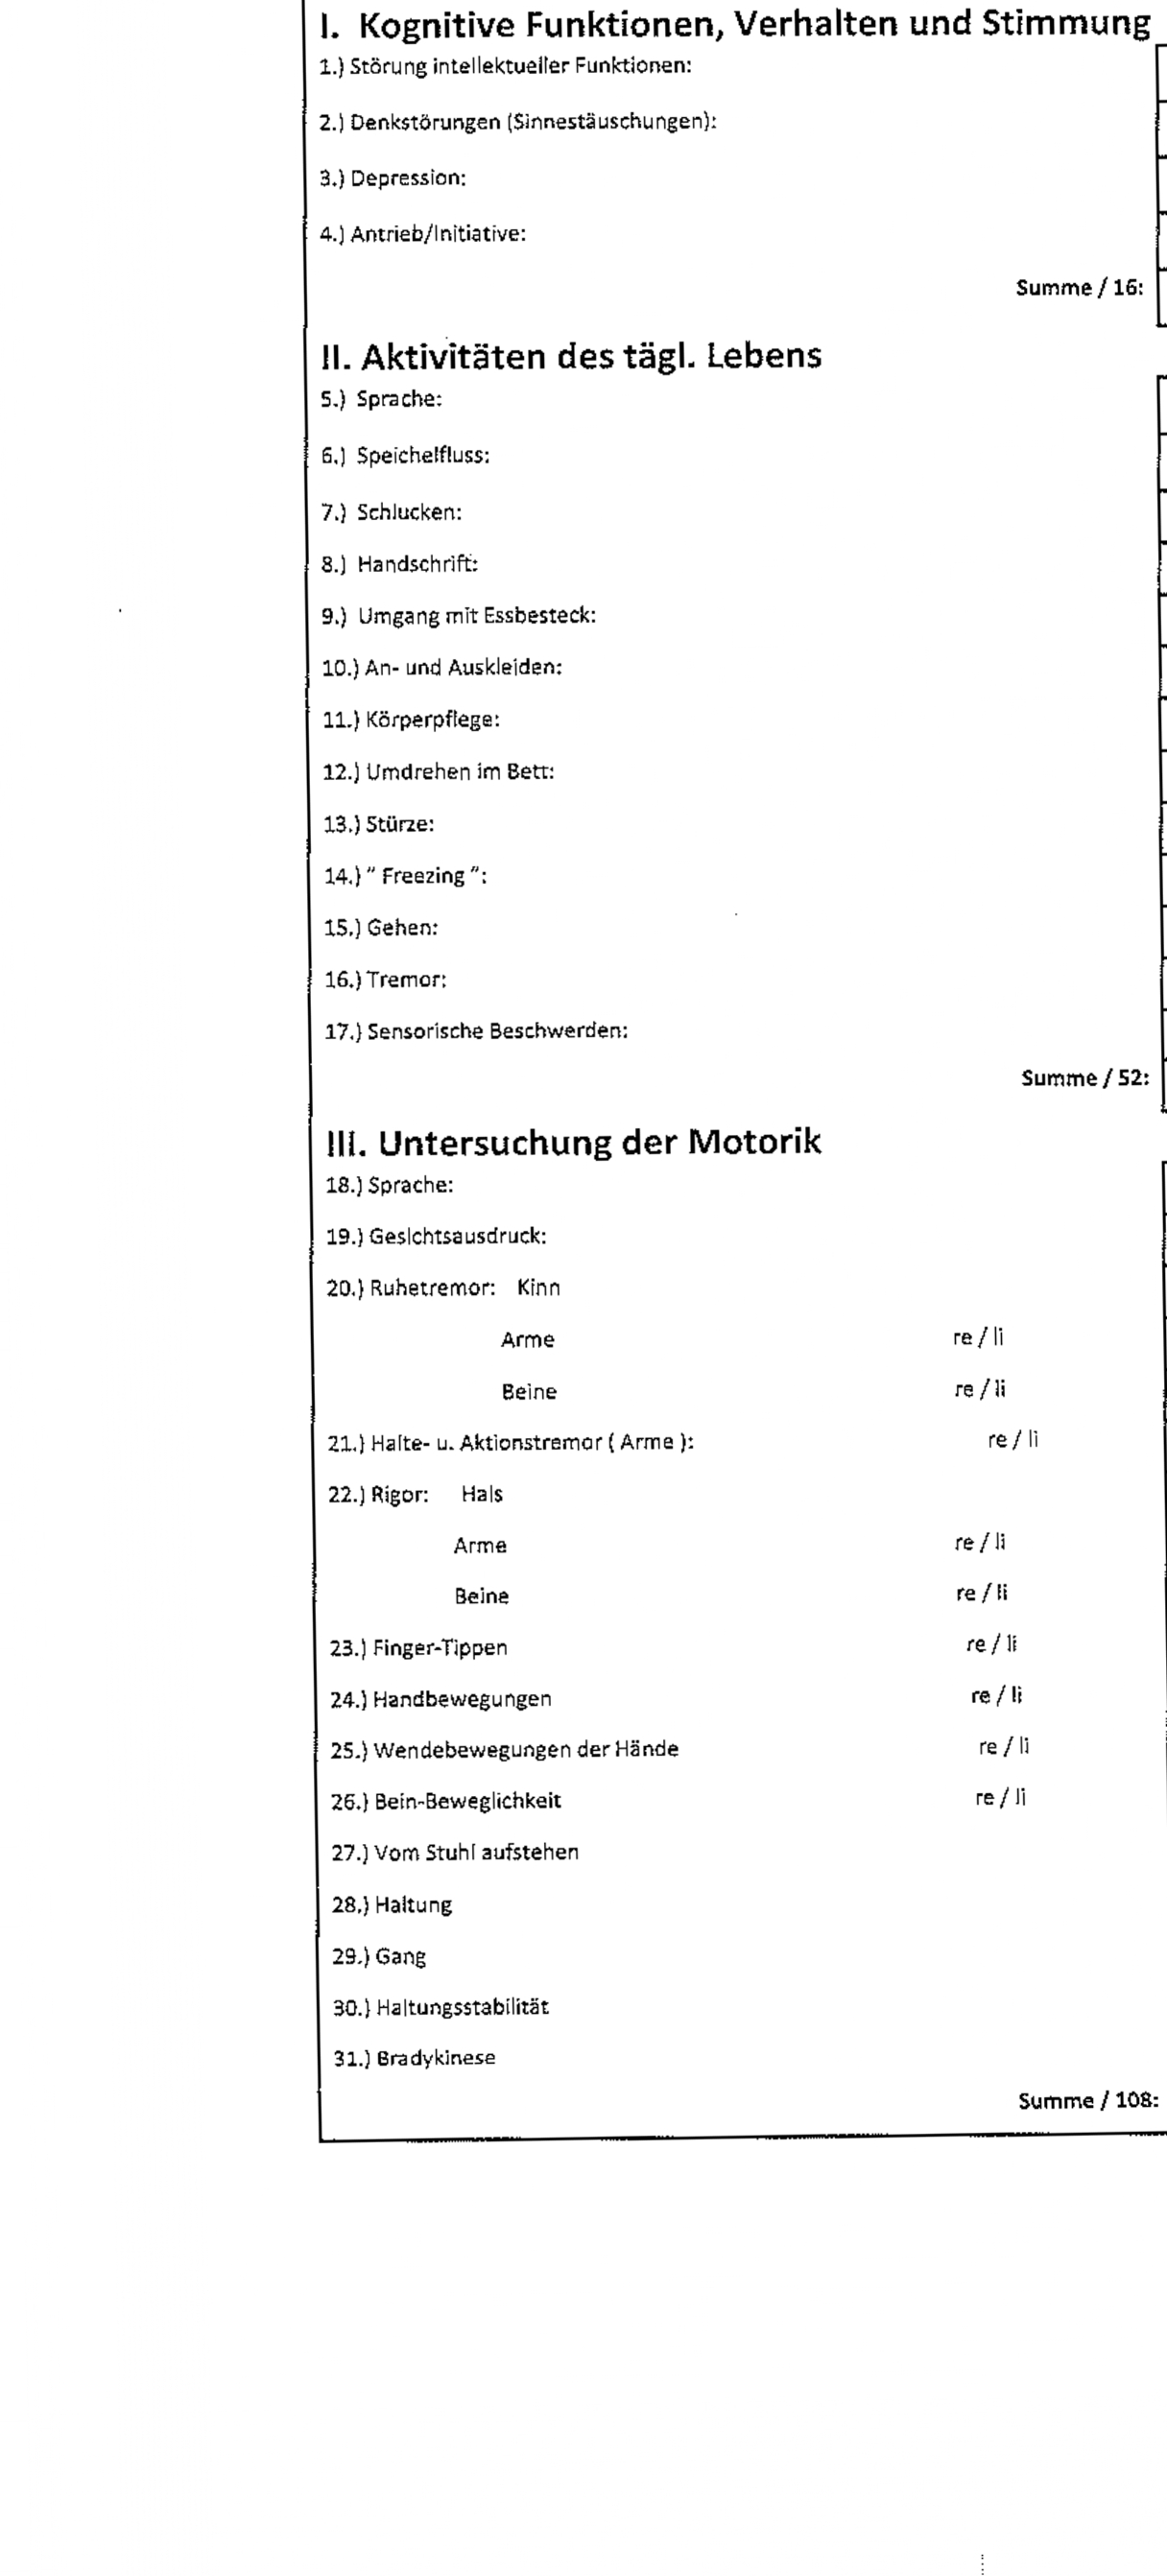 I. Kognitive Funktionen, Verhalten und Stimmung
1.) Störung intellektueller Funktionen:
2.) Denkstörungen (Sinnestäuschungen):
3.) Depression:
4.) Antrieb/Initiative:
Summe / 16:
II. Aktivitäten des tägl. Lebens
5.) Sprache:
6.) Speichelfluss:
7.) Schlucken:
8.) Handschrift:
9.) Umgang mit Essbesteck:
10.) An- und Auskleiden:
11.) Körperpflege:
12.) Umdrehen im Bett:
13.) Stürze:
14.) " Freezing ":
15.) Gehen:
16.) Tremor:
17.) Sensorische Beschwerden:
Summe / 52:
III. Untersuchung der Motorik
18.) Sprache:
19.) Gesichtsausdruck:
20.) Ruhetremor: Kinn
Arme re / li
Beine re / li
21.) Halte- u. Aktionstremor ( Arme ): re / li
22.) Rigor: Hals
Arme re / li
Beine re / li
23.) Finger-Tippen re / li
24.) Handbewegungen re / li
25.) Wendebewegungen der Hände re / li
26.) Bein-Beweglichkeit re / li
27.) Vom Stuhl aufstehen
28.) Haltung
29.) Gang
30.) Haltungsstabilität
31.) Bradykinese
Summe / 108: